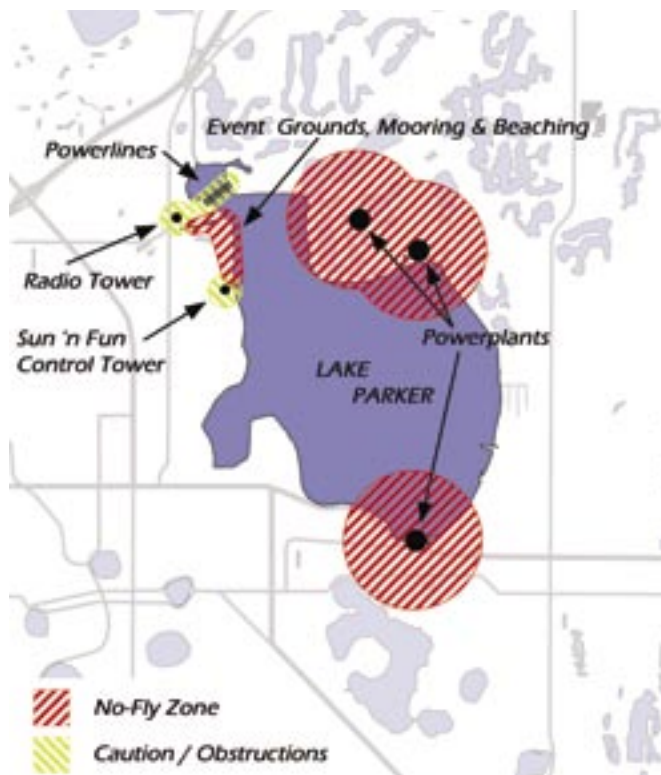 Event Grounds, Mooring & Beaching
Powerlines
Radio Tower
Sun 'n Fun
Control Tower
Powerplants
LAKE
PARKER
No-Fly Zone
Caution / Obstructions